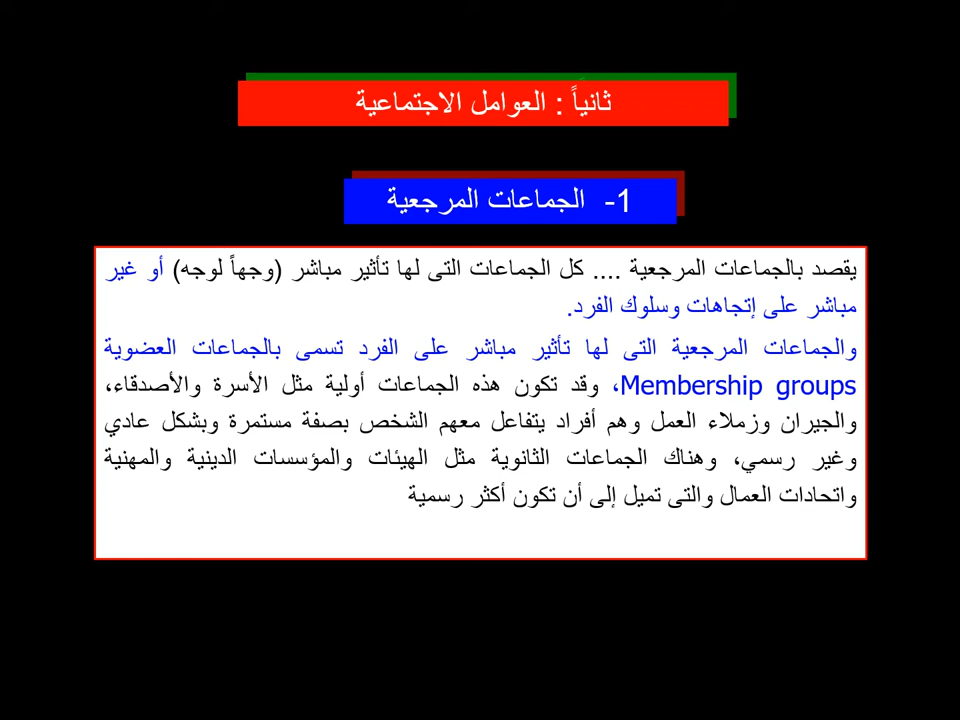 ثانيَاً : العوامل الاجتماعية
1- الجماعات المرجعية
يقصد بالجماعات المرجعية .... كل الجماعات التى لها تأثير مباشر (وجهاً لوجه) أو غير
مباشر على إتجاهات وسلوك الفرد.
والجماعات المرجعية التى لها تأثير مباشر على الفرد تسمى بالجماعات العضوية
Membership groups، وقد تكون هذه الجماعات أولية مثل الأسرة والأصدقاء،
والجيران وزملاء العمل وهم أفراد يتفاعل معهم الشخص بصفة مستمرة وبشكل عادي
وغير رسمي، وهناك الجماعات الثانوية مثل الهيئات والمؤسسات الدينية والمهنية
واتحادات العمال والتى تميل إلى أن تكون أكثر رسمية